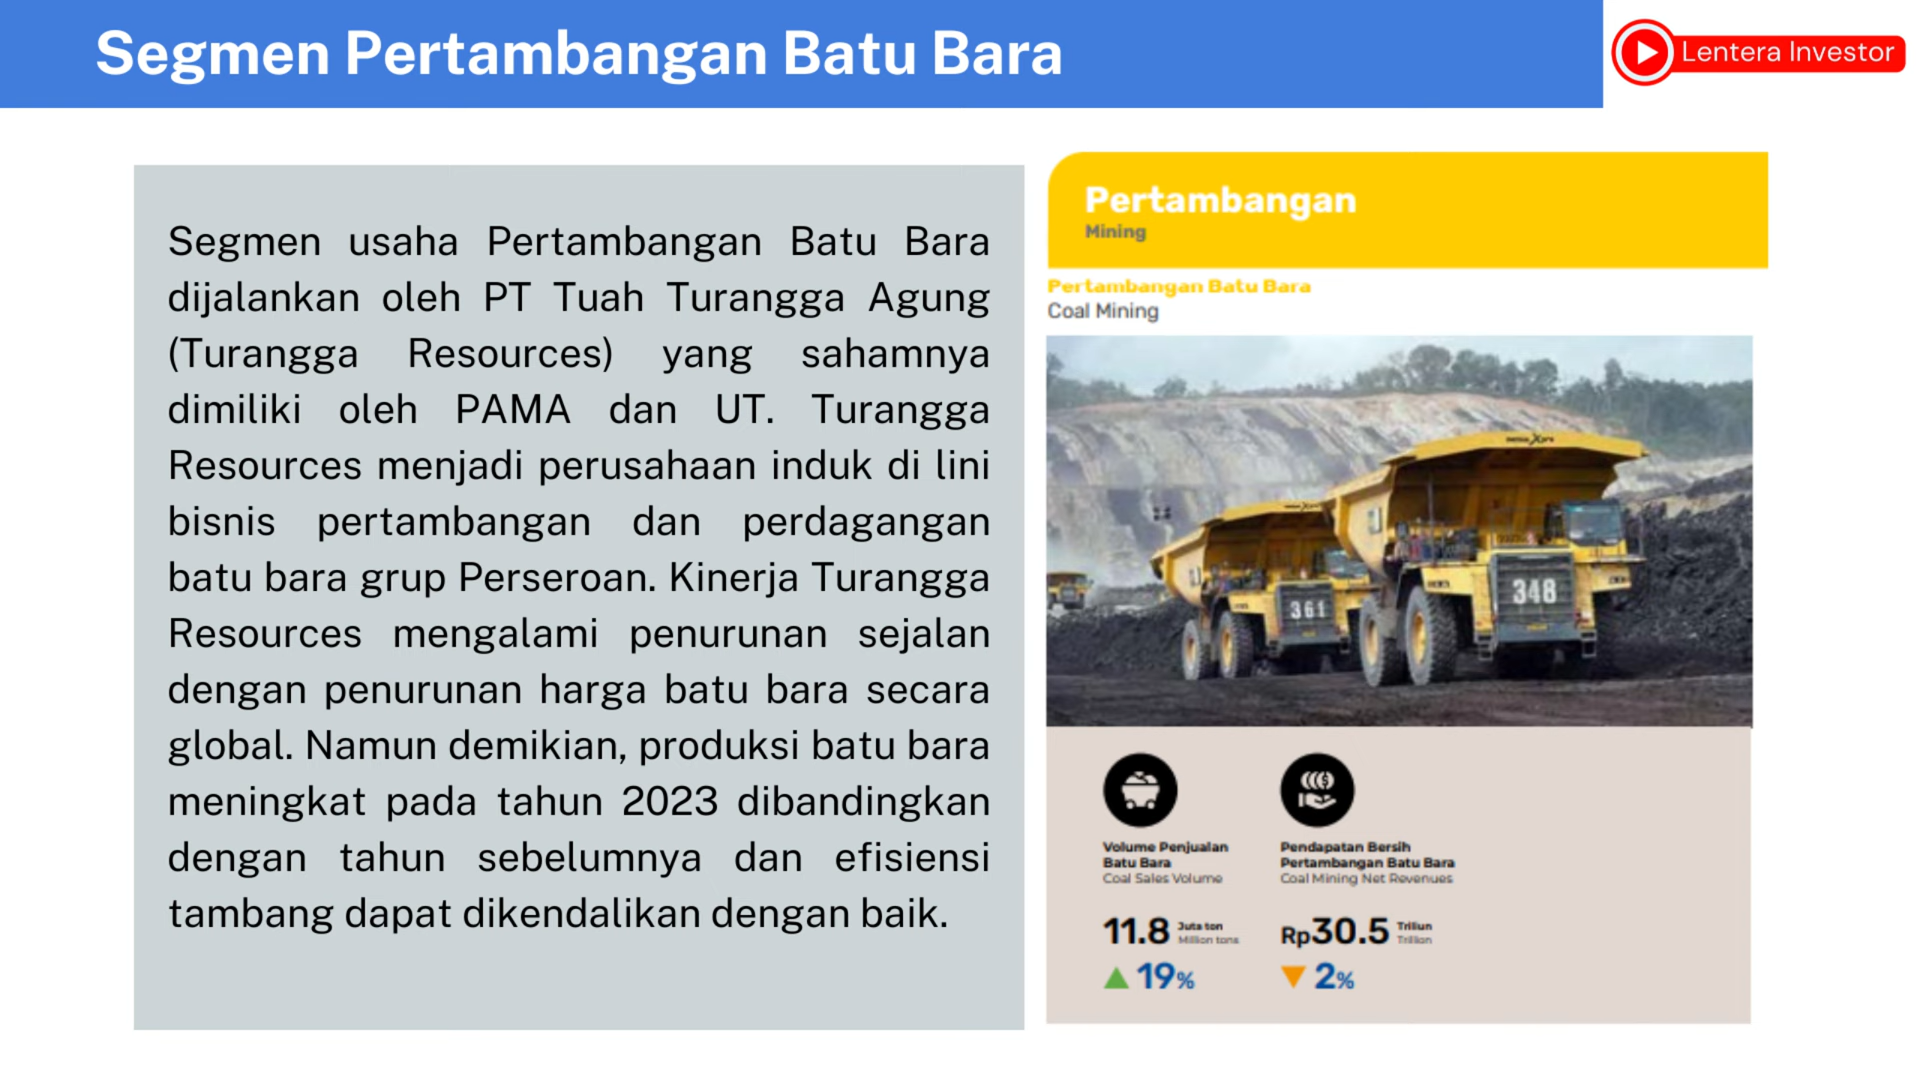 Segmen Pertambangan Batu Bara
Lentera Investor
Segmen usaha Pertambangan Batu Bara
dijalankan oleh PT Tuah Turangga Agung
(Turangga Resources) yang sahamnya
dimiliki oleh PAMA dan UT. Turangga
Resources menjadi perusahaan induk di lini
bisnis pertambangan dan perdagangan
batu bara grup Perseroan. Kinerja Turangga
Resources mengalami penurunan sejalan
dengan penurunan harga batu bara secara
global. Namun demikian, produksi batu bara
meningkat pada tahun 2023 dibandingkan
dengan tahun sebelumnya dan efisiensi
tambang dapat dikendalikan dengan baik.
Pertambangan
Mining
Pertambangan Batu Bara
Coal Mining
361
348
Volume Penjualan
Batu Bara
Coal Sales Volume
11.8 Juta ton
Million tons
19%
Pendapatan Bersih
Pertambangan Batu Bara
Coal Mining Net Revenues
Rp30.5 Triliun
Trillion
2%